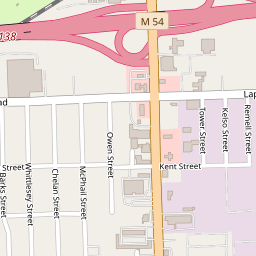 M 54
138
ad
Lap
Owen Street
Tower Street
Kelso Street
Remell Street
Street
Kent Street
McPhail Street
Chelan Street
Whittlesey Street
Barks Street